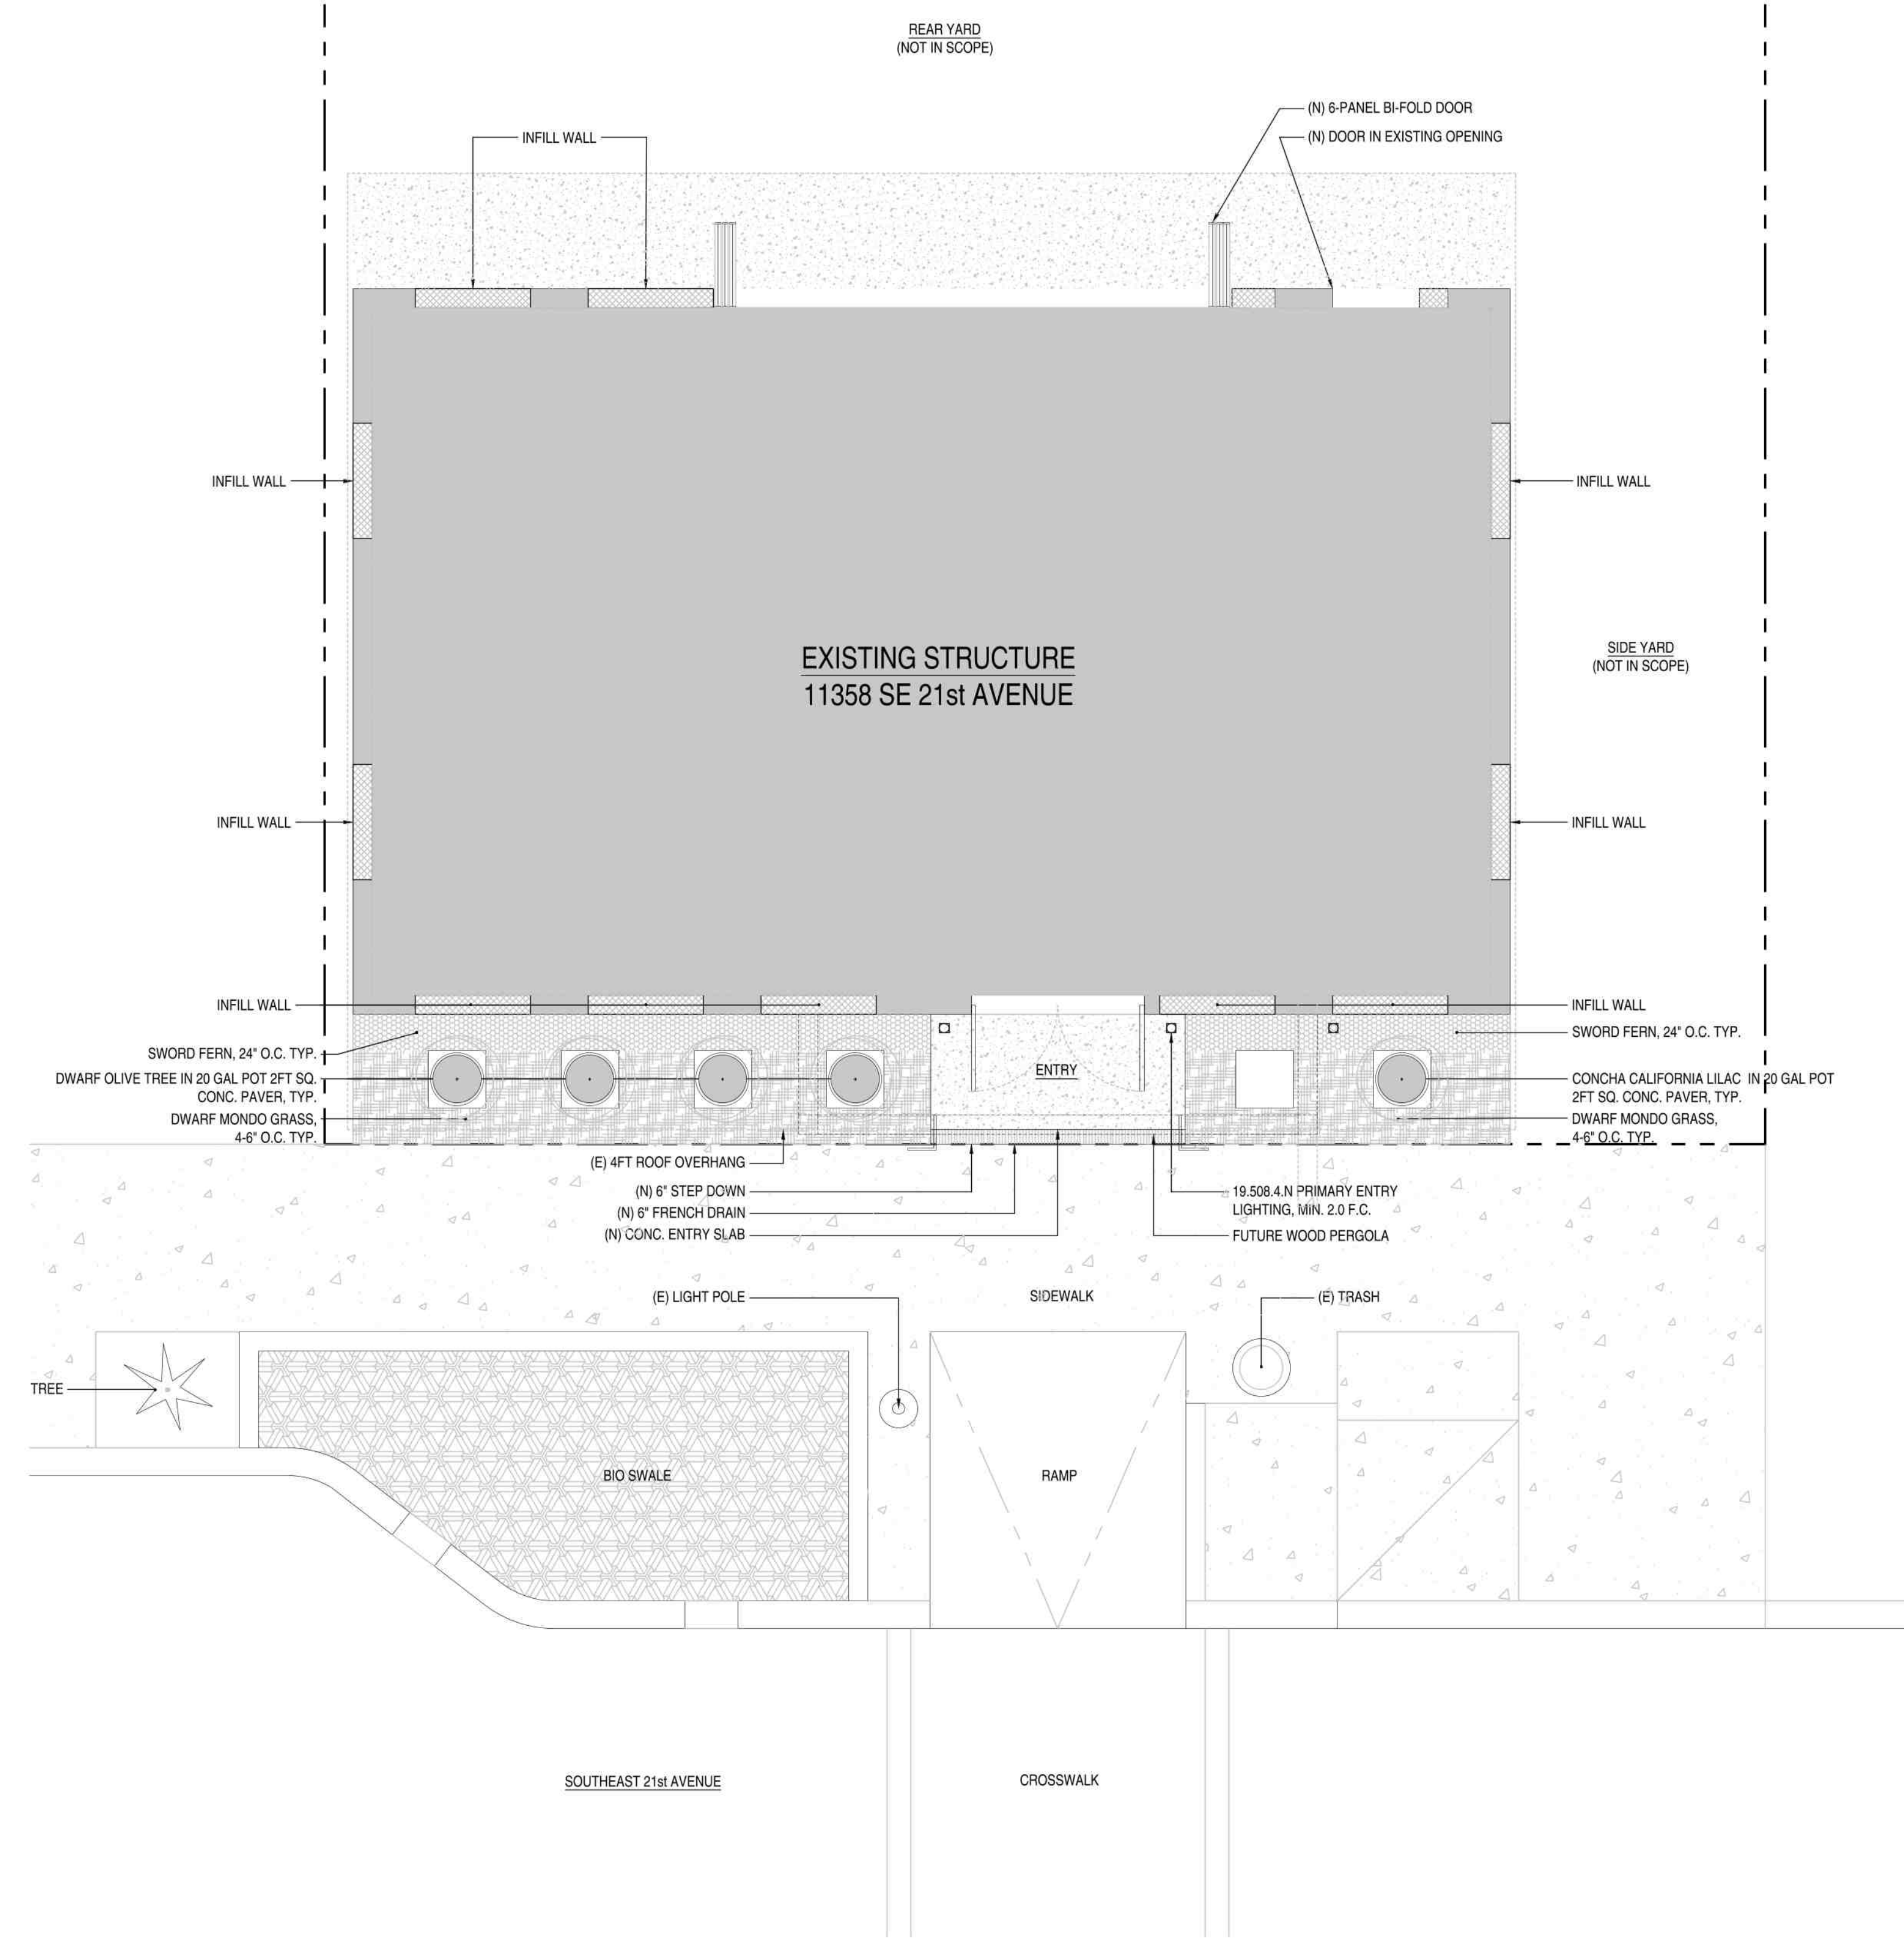 REAR YARD
(NOT IN SCOPE)
(N) 6-PANEL BI-FOLD DOOR
INFILL WALL
(N) DOOR IN EXISTING OPENING
INFILL WALL
INFILL WALL
EXISTING STRUCTURE
11358 SE 21st AVENUE
SIDE YARD
(NOT IN SCOPE)
INFILL WALL
INFILL WALL
INFILL WALL
INFILL WALL
SWORD FERN, 24" O.C. TYP.
DWARF OLIVE TREE IN 20 GAL POT 2FT SQ.
CONC. PAVER, TYP.
DWARF MONDO GRASS,
4-6" O.C. TYP.
ENTRY
SWORD FERN, 24" O.C. TYP.
CONCHA CALIFORNIA LILAC IN 20 GAL POT
2FT SQ. CONC. PAVER, TYP.
DWARF MONDO GRASS,
4-6" O.C. TYP.
(E) 4FT ROOF OVERHANG
(N) 6" STEP DOWN
(N) 6" FRENCH DRAIN
(N) CONC. ENTRY SLAB
19.508.4.N PRIMARY ENTRY
LIGHTING, MIN. 2.0 F.C.
FUTURE WOOD PERGOLA
(E) LIGHT POLE
SIDEWALK
(E) TRASH
TREE
BIO SWALE
RAMP
SOUTHEAST 21st AVENUE
CROSSWALK